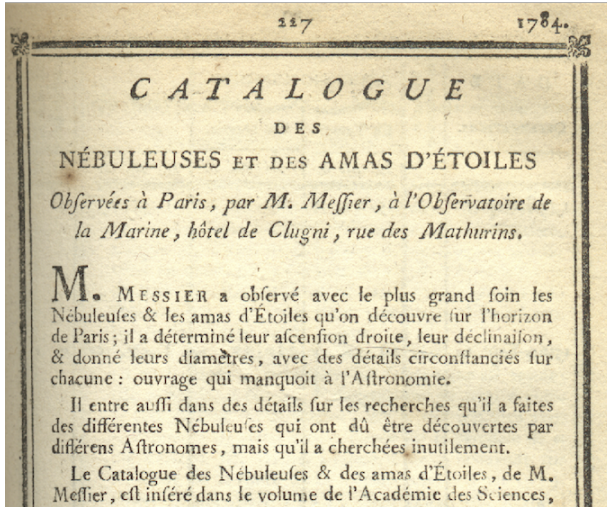 227 1784.
CATALOGUE
DES
NÉBULEUSES ET DES AMAS D'ÉTOILES
Obſervées à Paris, par M. Meſſier, à l'Obſervatoire de
la Marine, hôtel de Clugni, rue des Mathurins.
M. MESSIER a obſervé avec le plus grand ſoin les
Nébuleuſes & les amas d'Étoiles qu'on découvre ſur l'horizon
de Paris; il a déterminé leur aſcenſion droite, leur déclinaiſon,
& donné leurs diamètres, avec des détails circonſtanciés ſur
chacune : ouvrage qui manquoit à l'Aſtronomie.
Il entre auſſi dans des détails ſur les recherches qu'il a faites
des différentes Nébuleuſes qui ont dû être découvertes par
différens Aſtronomes, mais qu'il a cherchées inutilement.
Le Catalogue des Nébuleuſes & des amas d'Étoiles, de M.
Meſſier, eſt inſéré dans le volume de l'Académie des Sciences,